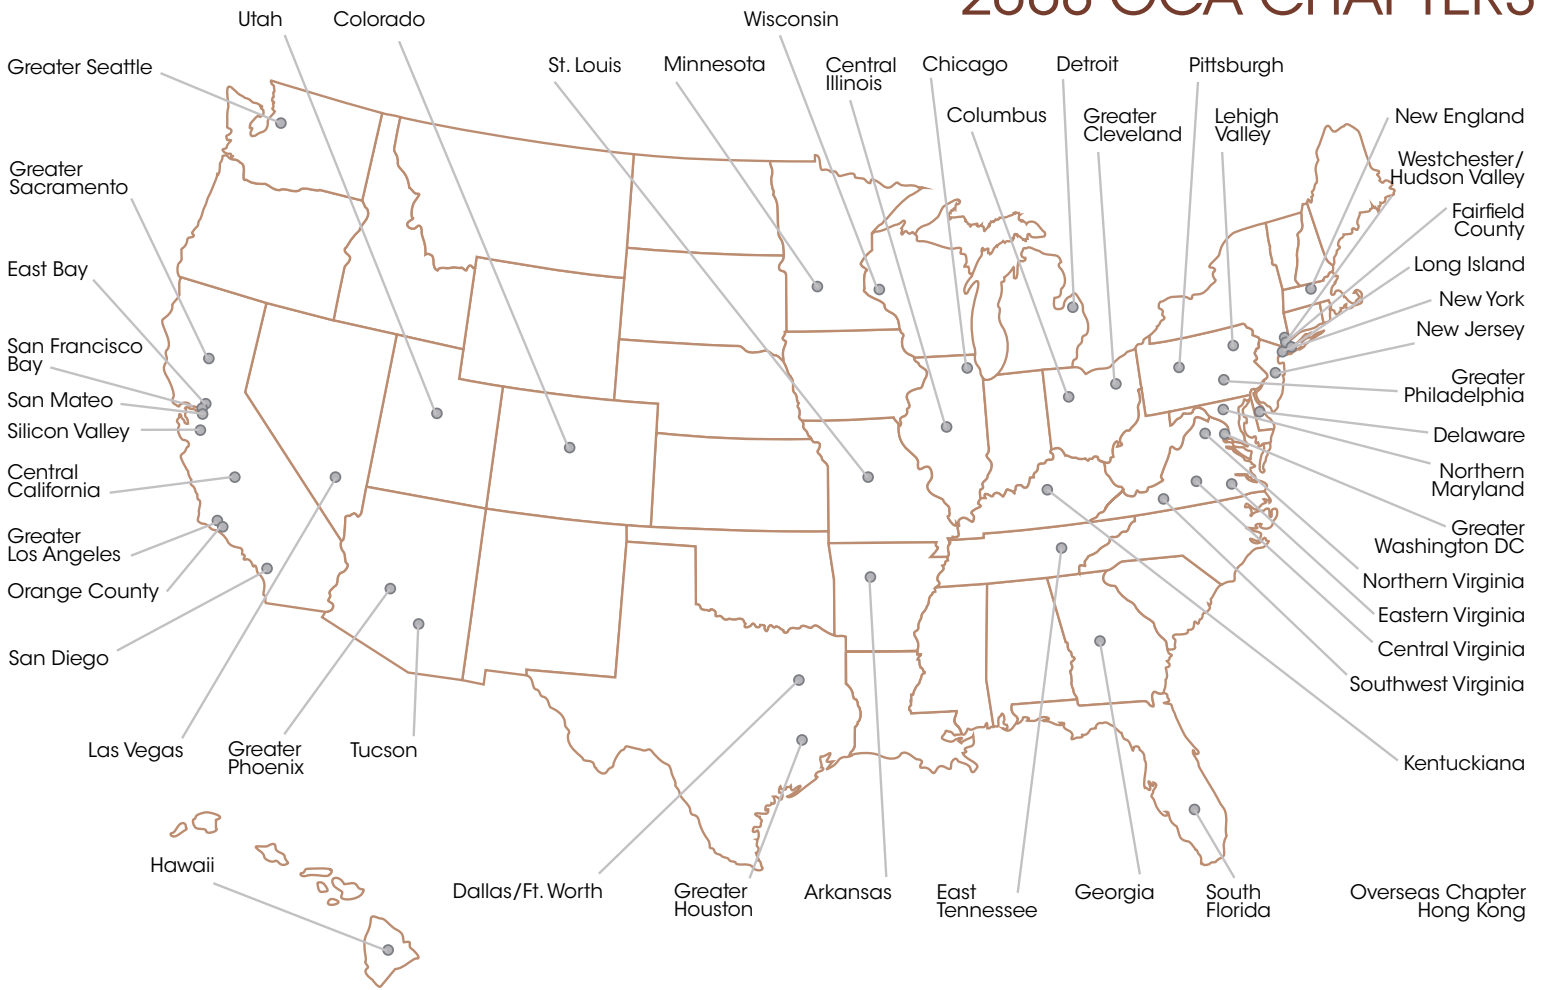 OCA CHAPTERS
Utah
Colorado
Wisconsin
Greater Seattle
St. Louis
Minnesota
Central
Illinois
Chicago
Detroit
Pittsburgh
Columbus
Greater
Cleveland
Lehigh
Valley
New England
Westchester/
Hudson Valley
Fairfield
County
Long Island
New York
New Jersey
Greater
Philadelphia
Delaware
Northern
Maryland
Greater
Washington DC
Northern Virginia
Eastern Virginia
Central Virginia
Southwest Virginia
Kentuckiana
Greater
Sacramento
East Bay
San Francisco
Bay
San Mateo
Silicon Valley
Central
California
Greater
Los Angeles
Orange County
San Diego
Las Vegas
Greater
Phoenix
Tucson
Hawaii
Dallas/Ft. Worth
Greater
Houston
Arkansas
East
Tennessee
Georgia
South
Florida
Overseas Chapter
Hong Kong